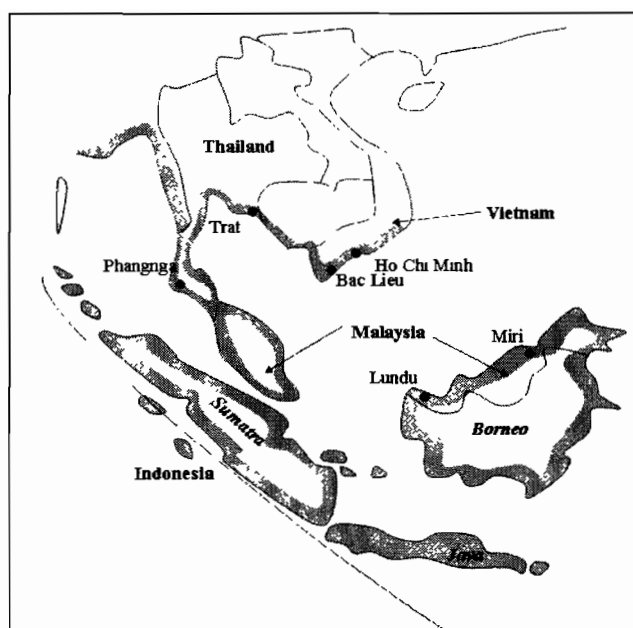 Thailand
Trat
Vietnam
Phangnga
Ho Chi Minh
Bac Lieu
Malaysia
Miri
Lundu
Sumatra
Borneo
Indonesia
Java